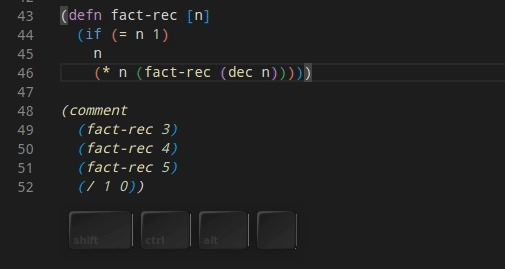 43 (defn fact-rec [n]
44   (if (= n 1)
45     n
46     (* n (fact-rec (dec n)))))
47
48 (comment
49   (fact-rec 3)
50   (fact-rec 4)
51   (fact-rec 5)
52   (/ 1 0))
shift ctrl alt